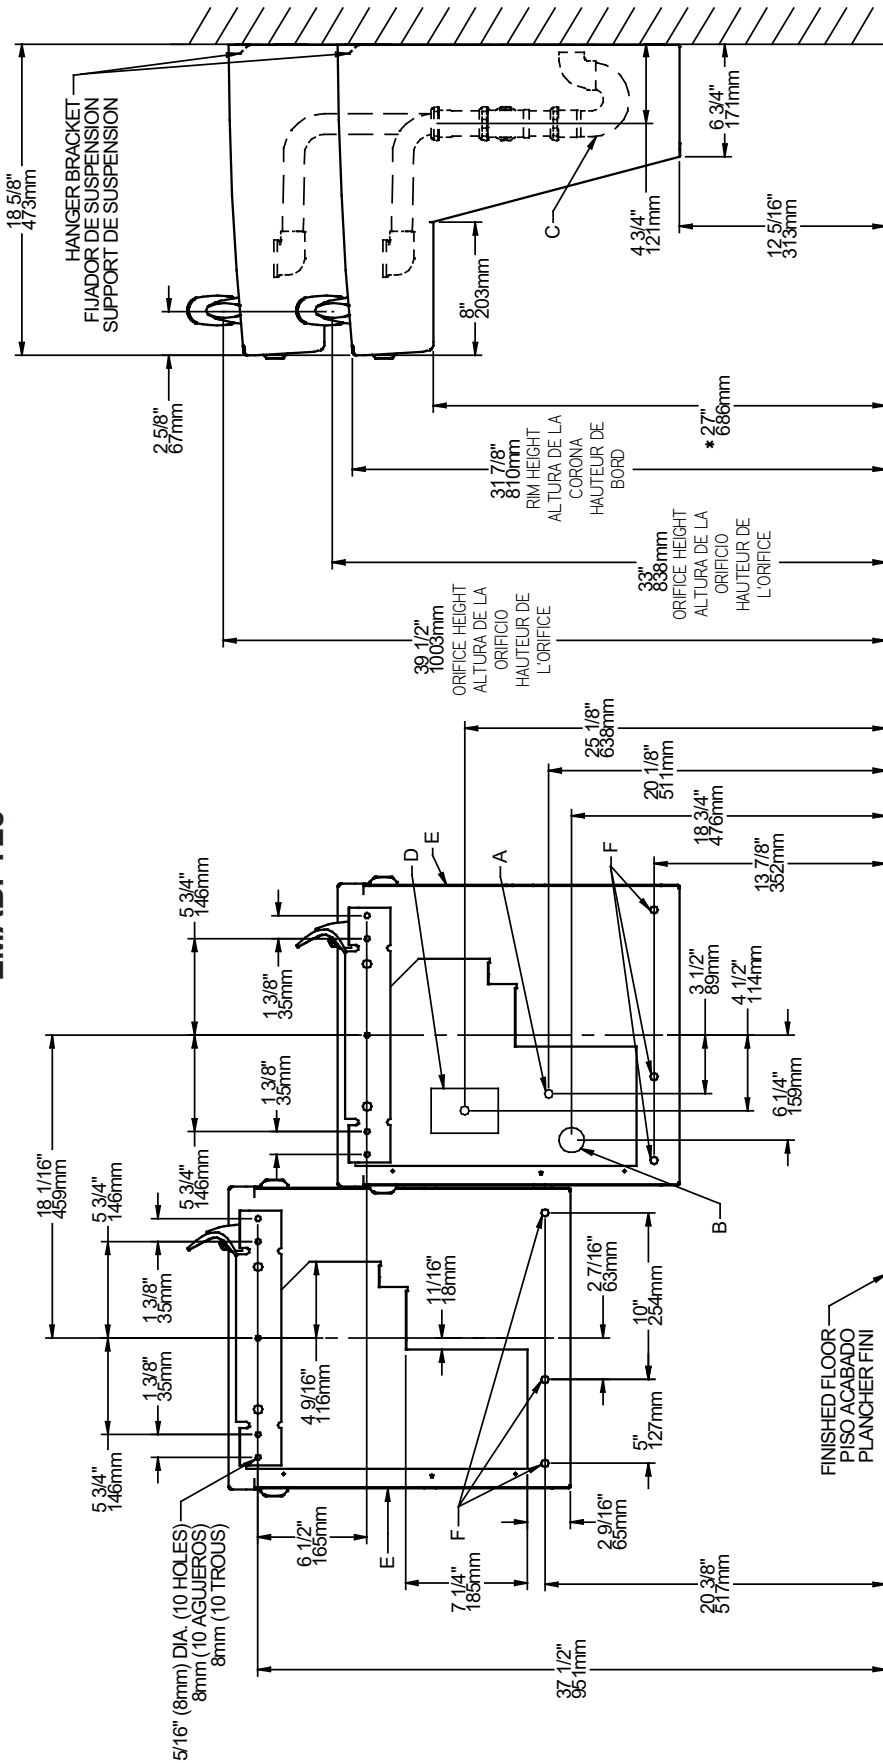 5/16" (8mm) DIA. (10 HOLES)
8mm (10 AGUJEROS)
8mm (10 TROUS)
18 1/16"
459mm
5 3/4"
146mm
5 3/4"
146mm
1 3/8"
35mm
1 3/8"
35mm
5 3/4"
146mm
5 3/4"
146mm
1 3/8"
35mm
1 3/8"
35mm
6 1/2"
165mm
4 9/16"
116mm
11/16"
18mm
E
7 1/4"
185mm
F
2 9/16"
65mm
5"
127mm
10"
254mm
2 7/16"
63mm
37 1/2"
951mm
20 3/8"
517mm
D
E
A
F
B
3 1/2"
89mm
4 1/2"
114mm
6 1/4"
159mm
25 1/8"
638mm
20 1/8"
511mm
18 3/4"
476mm
13 7/8"
352mm
FINISHED FLOOR
PISO ACABADO
PLANCHER FINI
18 5/8"
473mm
HANGER BRACKET
FIJADOR DE SUSPENSION
SUPPORT DE SUSPENSION
2 5/8"
67mm
39 1/2"
1003mm
ORIFICE HEIGHT
ALTURA DE LA
ORIFICIO
HAUTEUR DE
L'ORIFICE
33"
838mm
ORIFICE HEIGHT
ALTURA DE LA
ORIFICIO
HAUTEUR DE
L'ORIFICE
31 7/8"
810mm
RIM HEIGHT
ALTURA DE LA
CORONA
HAUTEUR DE
BORD
8"
203mm
* 27"
686mm
C
4 3/4"
121mm
6 3/4"
171mm
12 5/16"
313mm